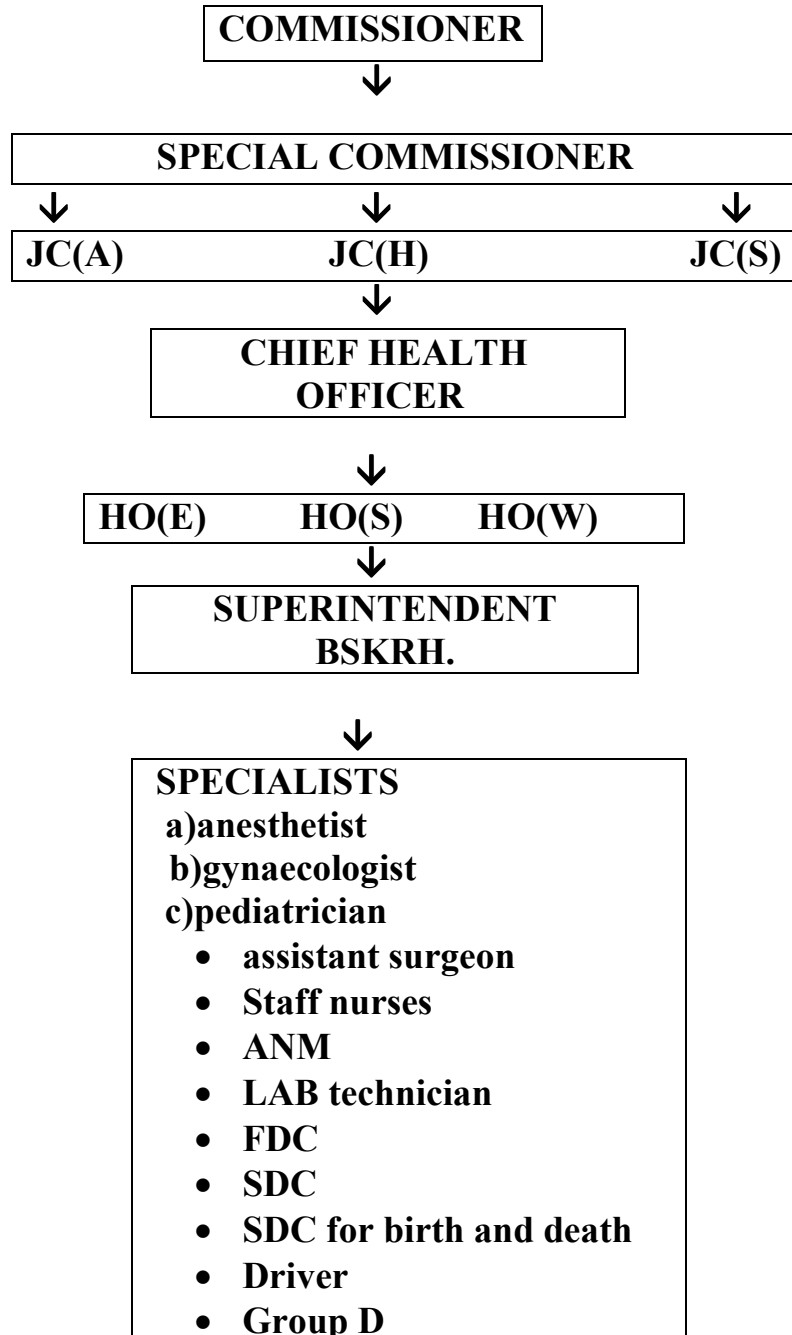 COMMISSIONER
SPECIAL COMMISSIONER
JC(A) JC(H) JC(S)
CHIEF HEALTH
OFFICER
HO(E) HO(S) HO(W)
SUPERINTENDENT
BSKRH.
SPECIALISTS
a)anesthetist
b)gynaecologist
c)pediatrician
• assistant surgeon
• Staff nurses
• ANM
• LAB technician
• FDC
• SDC
• SDC for birth and death
• Driver
• Group D